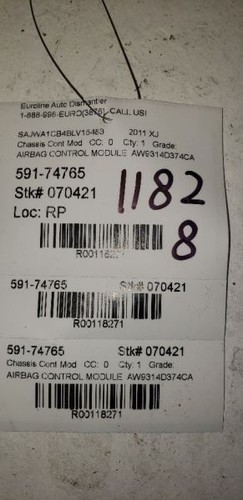 Euroline Auto Dismantler
1-888-995-EURO(3876) CALL US!
2011 XJ
Chassis Cont Mod CC: 0 Qty: 1 Grade:
AIRBAG CONTROL MODULE AW9314D374CA
591-74765
Stk# 070421
Loc: RP
1182
8
R00118271
591-74765 Stk# 070421
R00118271
591-74765 Stk# 070421
Chassis Cont Mod CC: 0 Qty: 1 Grade:
AIRBAG CONTROL MODULE AW9314D374CA
R00118271